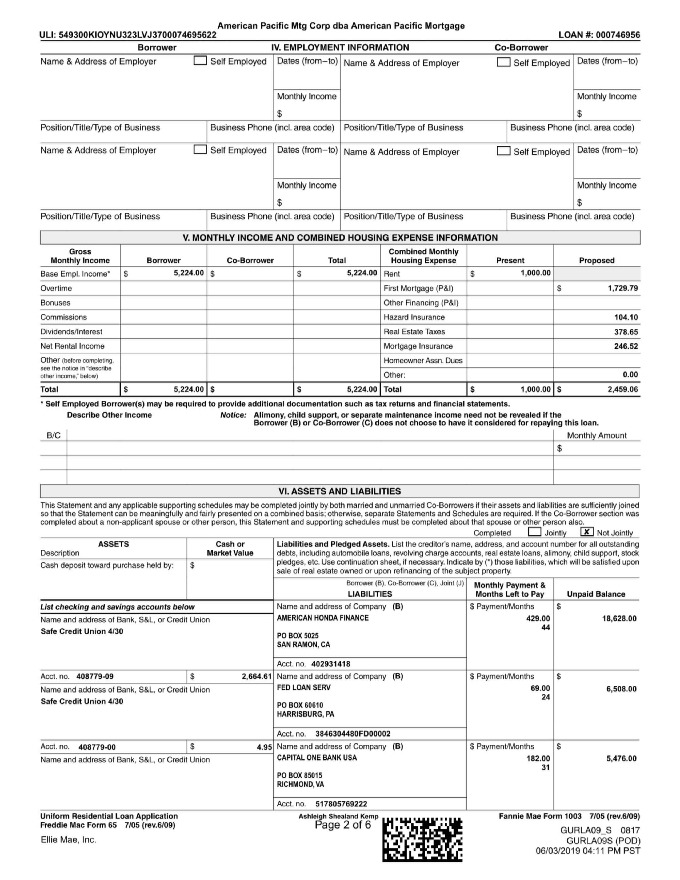 American Pacific Mtg Corp dba American Pacific Mortgage
ULI: 549300KIOYNU323LVJ3700074695622 LOAN #: 000746956
Borrower IV. EMPLOYMENT INFORMATION Co-Borrower
Name & Address of Employer Self Employed Dates (from–to) Name & Address of Employer Self Employed Dates (from–to)
Monthly Income Monthly Income
$ $
Position/Title/Type of Business Business Phone (incl. area code) Position/Title/Type of Business Business Phone (incl. area code)
Name & Address of Employer Self Employed Dates (from–to) Name & Address of Employer Self Employed Dates (from–to)
Monthly Income Monthly Income
$ $
Position/Title/Type of Business Business Phone (incl. area code) Position/Title/Type of Business Business Phone (incl. area code)
V. MONTHLY INCOME AND COMBINED HOUSING EXPENSE INFORMATION
Gross Combined Monthly
Monthly Income Borrower Co-Borrower Total Housing Expense Present Proposed
Base Empl. Income* $ 5,224.00 $ $ 5,224.00 Rent $ 1,000.00
Overtime First Mortgage (P&I) $ 1,729.79
Bonuses Other Financing (P&I)
Commissions Hazard Insurance 104.10
Dividends/Interest Real Estate Taxes 378.65
Net Rental Income Mortgage Insurance 246.52
Other (before completing, Homeowner Assn. Dues
see the notice in "describe
other income," below) Other: 0.00
Total $ 5,224.00 $ $ 5,224.00 Total $ 1,000.00 $ 2,459.06
* Self Employed Borrower(s) may be required to provide additional documentation such as tax returns and financial statements.
Describe Other Income Notice: Alimony, child support, or separate maintenance income need not be revealed if the
Borrower (B) or Co-Borrower (C) does not choose to have it considered for repaying this loan.
B/C Monthly Amount
$
VI. ASSETS AND LIABILITIES
This Statement and any applicable supporting schedules may be completed jointly by both married and unmarried Co-Borrowers if their assets and liabilities are sufficiently joined
so that the Statement can be meaningfully and fairly presented on a combined basis; otherwise, separate Statements and Schedules are required. If the Co-Borrower section was
completed about a non-applicant spouse or other person, this Statement and supporting schedules must be completed about that spouse or other person also.
Completed Jointly X Not Jointly
ASSETS Cash or Market Value
Description
Cash deposit toward purchase held by: $
Liabilities and Pledged Assets. List the creditor's name, address, and account number for all outstanding
debts, including automobile loans, revolving charge accounts, real estate loans, alimony, child support, stock
pledges, etc. Use continuation sheet, if necessary. Indicate by (*) those liabilities, which will be satisfied upon
sale of real estate owned or upon refinancing of the subject property.
Borrower (B), Co-Borrower (C), Joint (J) Monthly Payment &
LIABILITIES Months Left to Pay Unpaid Balance
List checking and savings accounts below Name and address of Company (B) $ Payment/Months $
Name and address of Bank, S&L, or Credit Union AMERICAN HONDA FINANCE 429.00 18,628.00
Safe Credit Union 4/30 44
PO BOX 5025
SAN RAMON, CA
Acct. no. 402931418
Acct. no. 408779-09 $ 2,664.61 Name and address of Company (B) $ Payment/Months $
Name and address of Bank, S&L, or Credit Union FED LOAN SERV 69.00 6,508.00
Safe Credit Union 4/30 24
PO BOX 60610
HARRISBURG, PA
Acct. no. 3846304480FD00002
Acct. no. 408779-00 $ 4.95 Name and address of Company (B) $ Payment/Months $
Name and address of Bank, S&L, or Credit Union CAPITAL ONE BANK USA 182.00 5,476.00
31
PO BOX 85015
RICHMOND, VA
Acct. no. 517805769222
Uniform Residential Loan Application Ashleigh Shealand Kemp Fannie Mae Form 1003 7/05 (rev.6/09)
Freddie Mac Form 65 7/05 (rev.6/09) Page 2 of 6
GURLA09_S 0817
Ellie Mae, Inc. GURLA09S (POD)
06/03/2019 04:11 PM PST